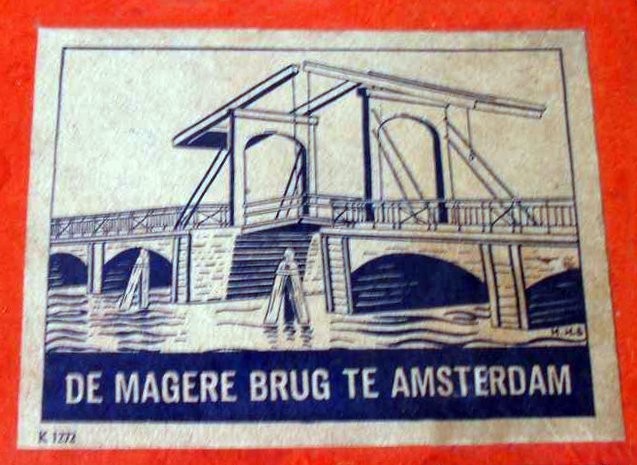 DE MAGERE BRUG TE AMSTERDAM
K 1272